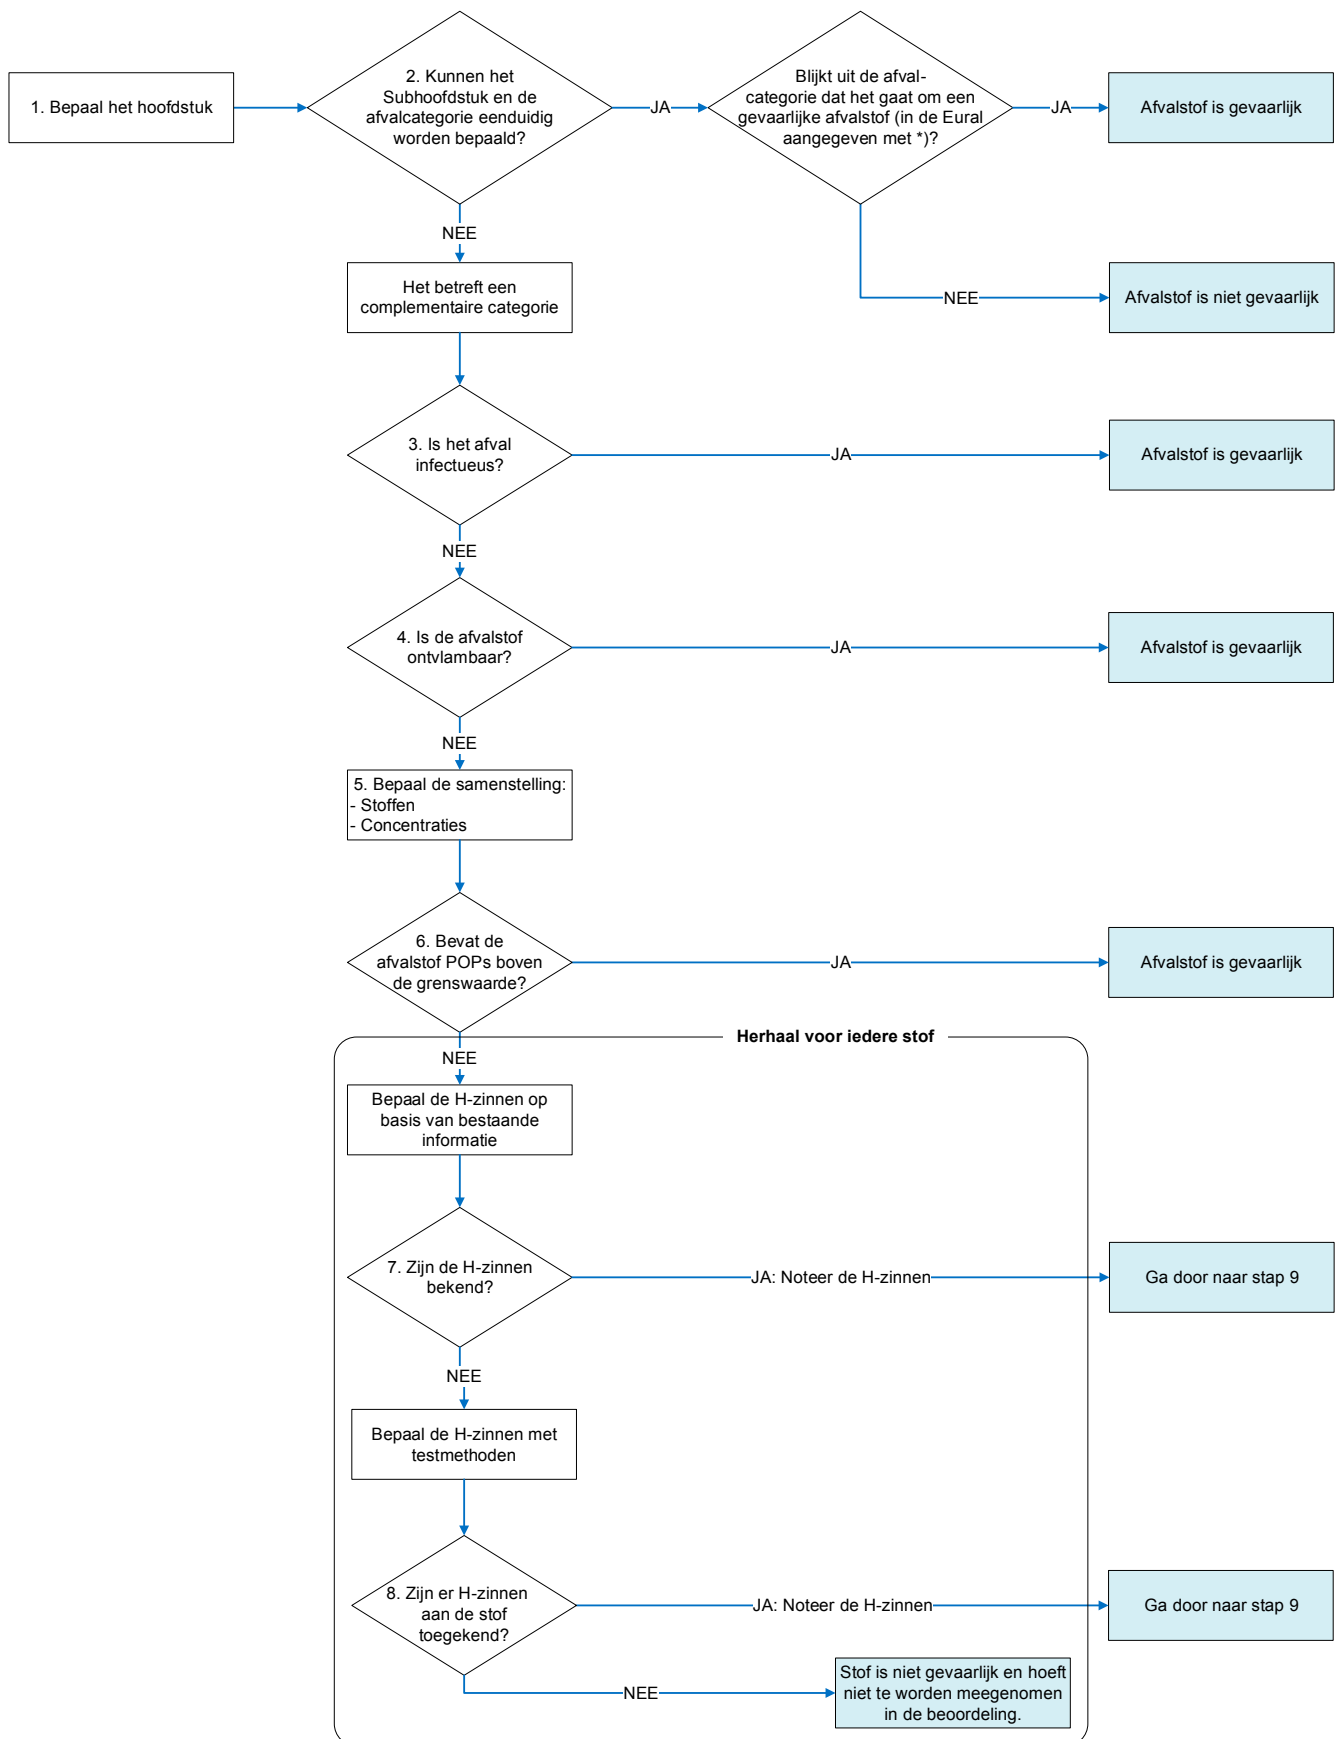 1. Bepaal het hoofdstuk
2. Kunnen het
Subhoofdstuk en de
afvalcategorie eenduidig
worden bepaald?
JA
Blijkt uit de afval-
categorie dat het gaat om een
gevaarlijke afvalstof (in de Eural
aangegeven met *)?
JA
Afvalstof is gevaarlijk
NEE
Het betreft een
complementaire categorie
NEE
Afvalstof is niet gevaarlijk
3. Is het afval
infectueus?
JA
Afvalstof is gevaarlijk
NEE
4. Is de afvalstof
ontvlambaar?
JA
Afvalstof is gevaarlijk
NEE
5. Bepaal de samenstelling:
- Stoffen
- Concentraties
6. Bevat de
afvalstof POPs boven
de grenswaarde?
JA
Afvalstof is gevaarlijk
Herhaal voor iedere stof
NEE
Bepaal de H-zinnen op
basis van bestaande
informatie
7. Zijn de H-zinnen
bekend?
JA: Noteer de H-zinnen
Ga door naar stap 9
NEE
Bepaal de H-zinnen met
testmethoden
8. Zijn er H-zinnen
aan de stof
toegekend?
JA: Noteer de H-zinnen
Ga door naar stap 9
NEE
Stof is niet gevaarlijk en hoeft
niet te worden meegenomen
in de beoordeling.